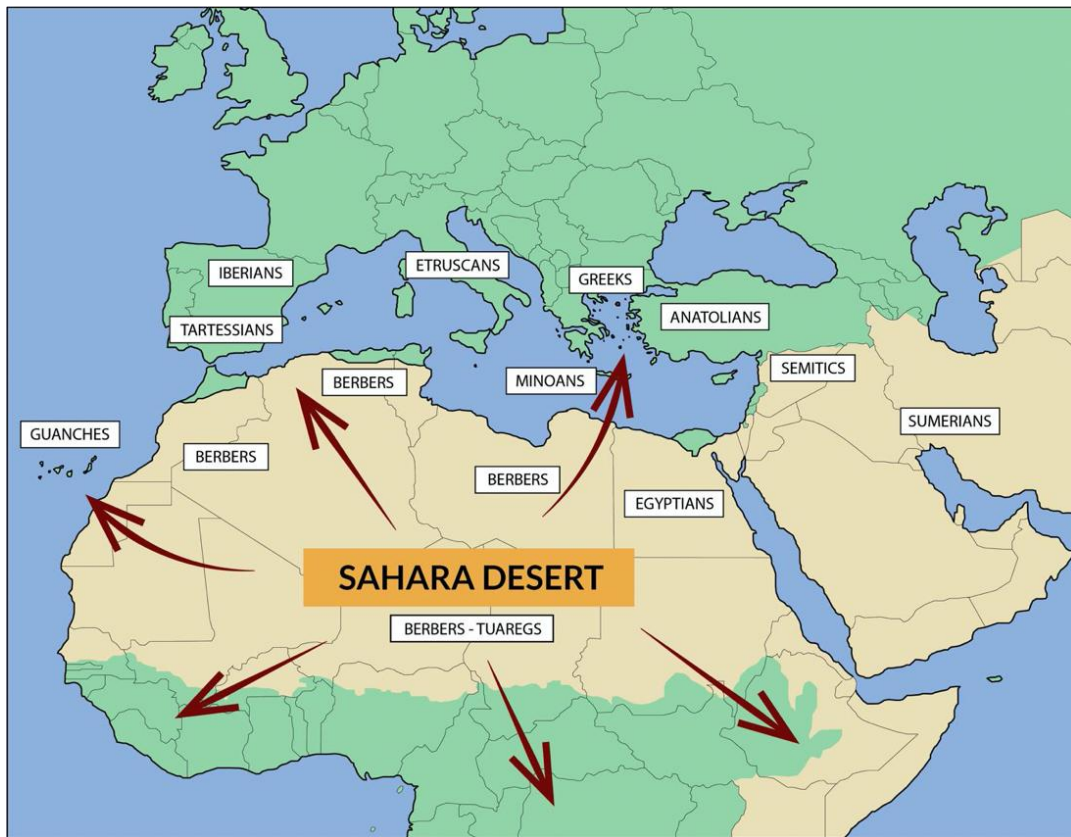 IBERIANS
ETRUSCANS
GREEKS
TARTESSIANS
ANATOLIANS
BERBERS
MINOANS
SEMITICS
GUANCHES
BERBERS
BERBERS
SUMERIANS
EGYPTIANS
SAHARA DESERT
BERBERS - TUAREGS